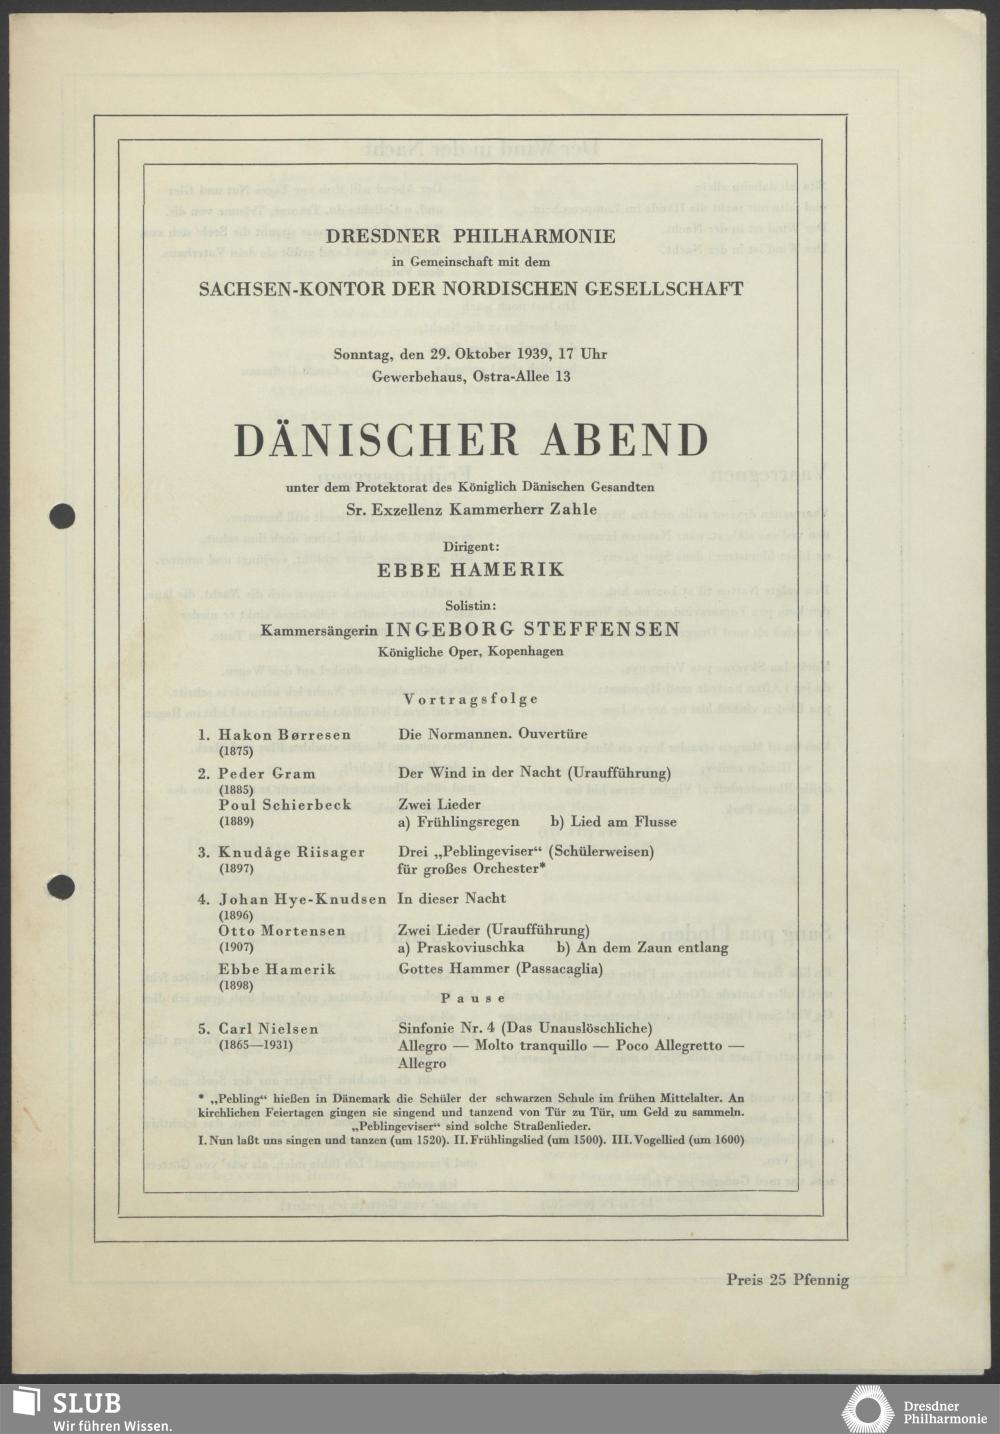 DRESDNER PHILHARMONIE
in Gemeinschaft mit dem
SACHSEN-KONTOR DER NORDISCHEN GESELLSCHAFT
Sonntag, den 29. Oktober 1939, 17 Uhr
Gewerbehaus, Ostra-Allee 13
DÄNISCHER ABEND
unter dem Protektorat des Königlich Dänischen Gesandten
Sr. Exzellenz Kammerherr Zahle
Dirigent:
EBBE HAMERIK
Solistin:
Kammersängerin INGEBORG STEFFENSEN
Königliche Oper, Kopenhagen
Vortragsfolge
1. Hakon Børresen Die Normannen. Ouvertüre
(1875)
2. Peder Gram Der Wind in der Nacht (Uraufführung)
(1885)
Poul Schierbeck Zwei Lieder
(1889) a) Frühlingsregen b) Lied am Flusse
3. Knudåge Riisager Drei „Peblingeviser“ (Schülerweisen)
(1897) für großes Orchester*
4. Johan Hye-Knudsen In dieser Nacht
(1896)
Otto Mortensen Zwei Lieder (Uraufführung)
(1907) a) Praskoviuschka b) An dem Zaun entlang
Ebbe Hamerik Gottes Hammer (Passacaglia)
(1898)
Pause
5. Carl Nielsen Sinfonie Nr. 4 (Das Unauslöschliche)
(1865—1931) Allegro — Molto tranquillo — Poco Allegretto —
Allegro
* „Pebling“ hießen in Dänemark die Schüler der schwarzen Schule im frühen Mittelalter. An
kirchlichen Feiertagen gingen sie singend und tanzend von Tür zu Tür, um Geld zu sammeln.
„Peblingeviser“ sind solche Straßenlieder.
I. Nun laßt uns singen und tanzen (um 1520). II. Frühlingslied (um 1500). III. Vogellied (um 1600)
Preis 25 Pfennig
SLUB
Wir führen Wissen.
Dresdner
Philharmonie